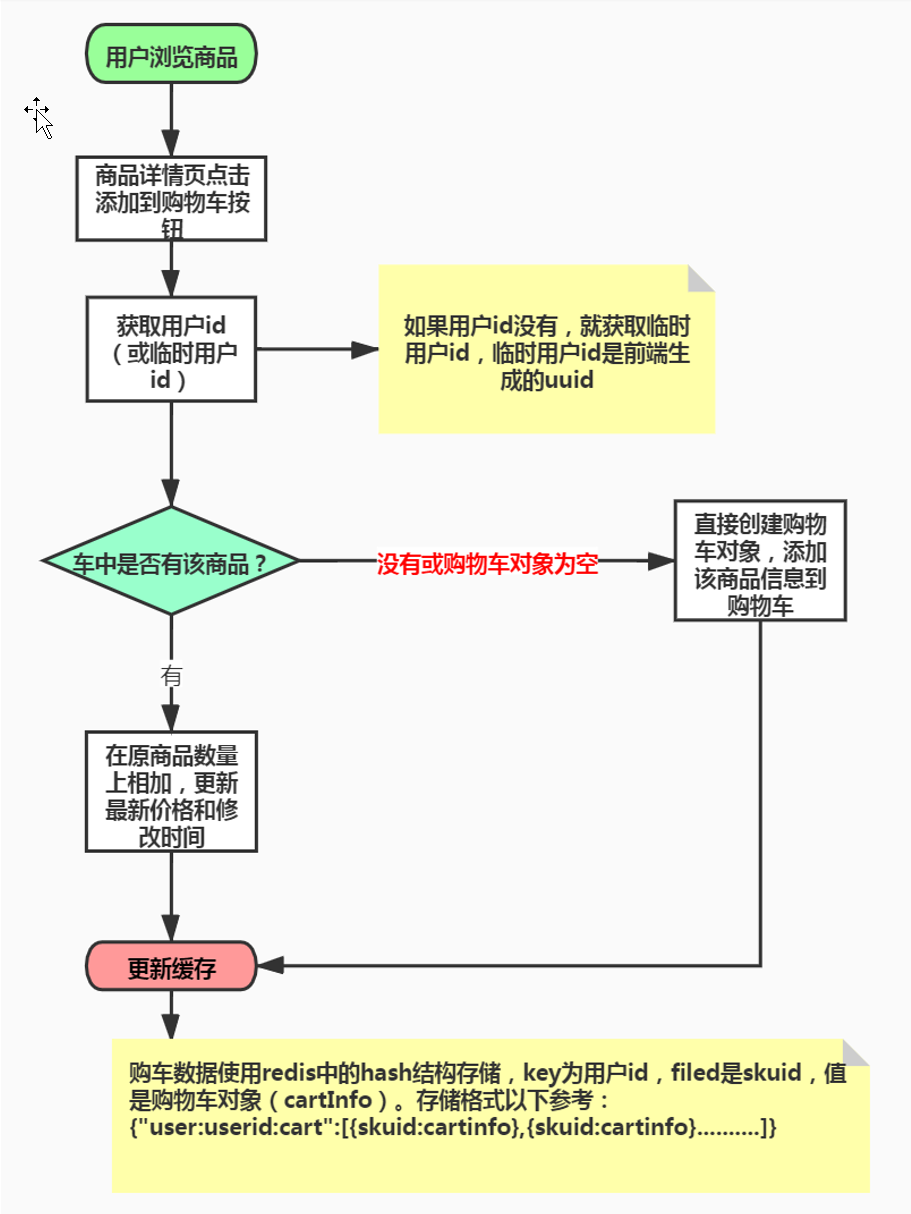 用户浏览商品
商品详情页点击
添加到购物车按
钮
获取用户id
（或临时用户
id）
如果用户id没有，就获取临时
用户id，临时用户id是前端生
成的uuid
车中是否有该商品？
没有或购物车对象为空
直接创建购物
车对象，添加
该商品信息到
购物车
有
在原商品数量
上相加，更新
最新价格和修
改时间
更新缓存
购车数据使用redis中的hash结构存储，key为用户id，filed是skuid，值
是购物车对象（cartInfo）。存储格式以下参考：
{"user:userid:cart":[{skuid:cartinfo},{skuid:cartinfo}..........]}